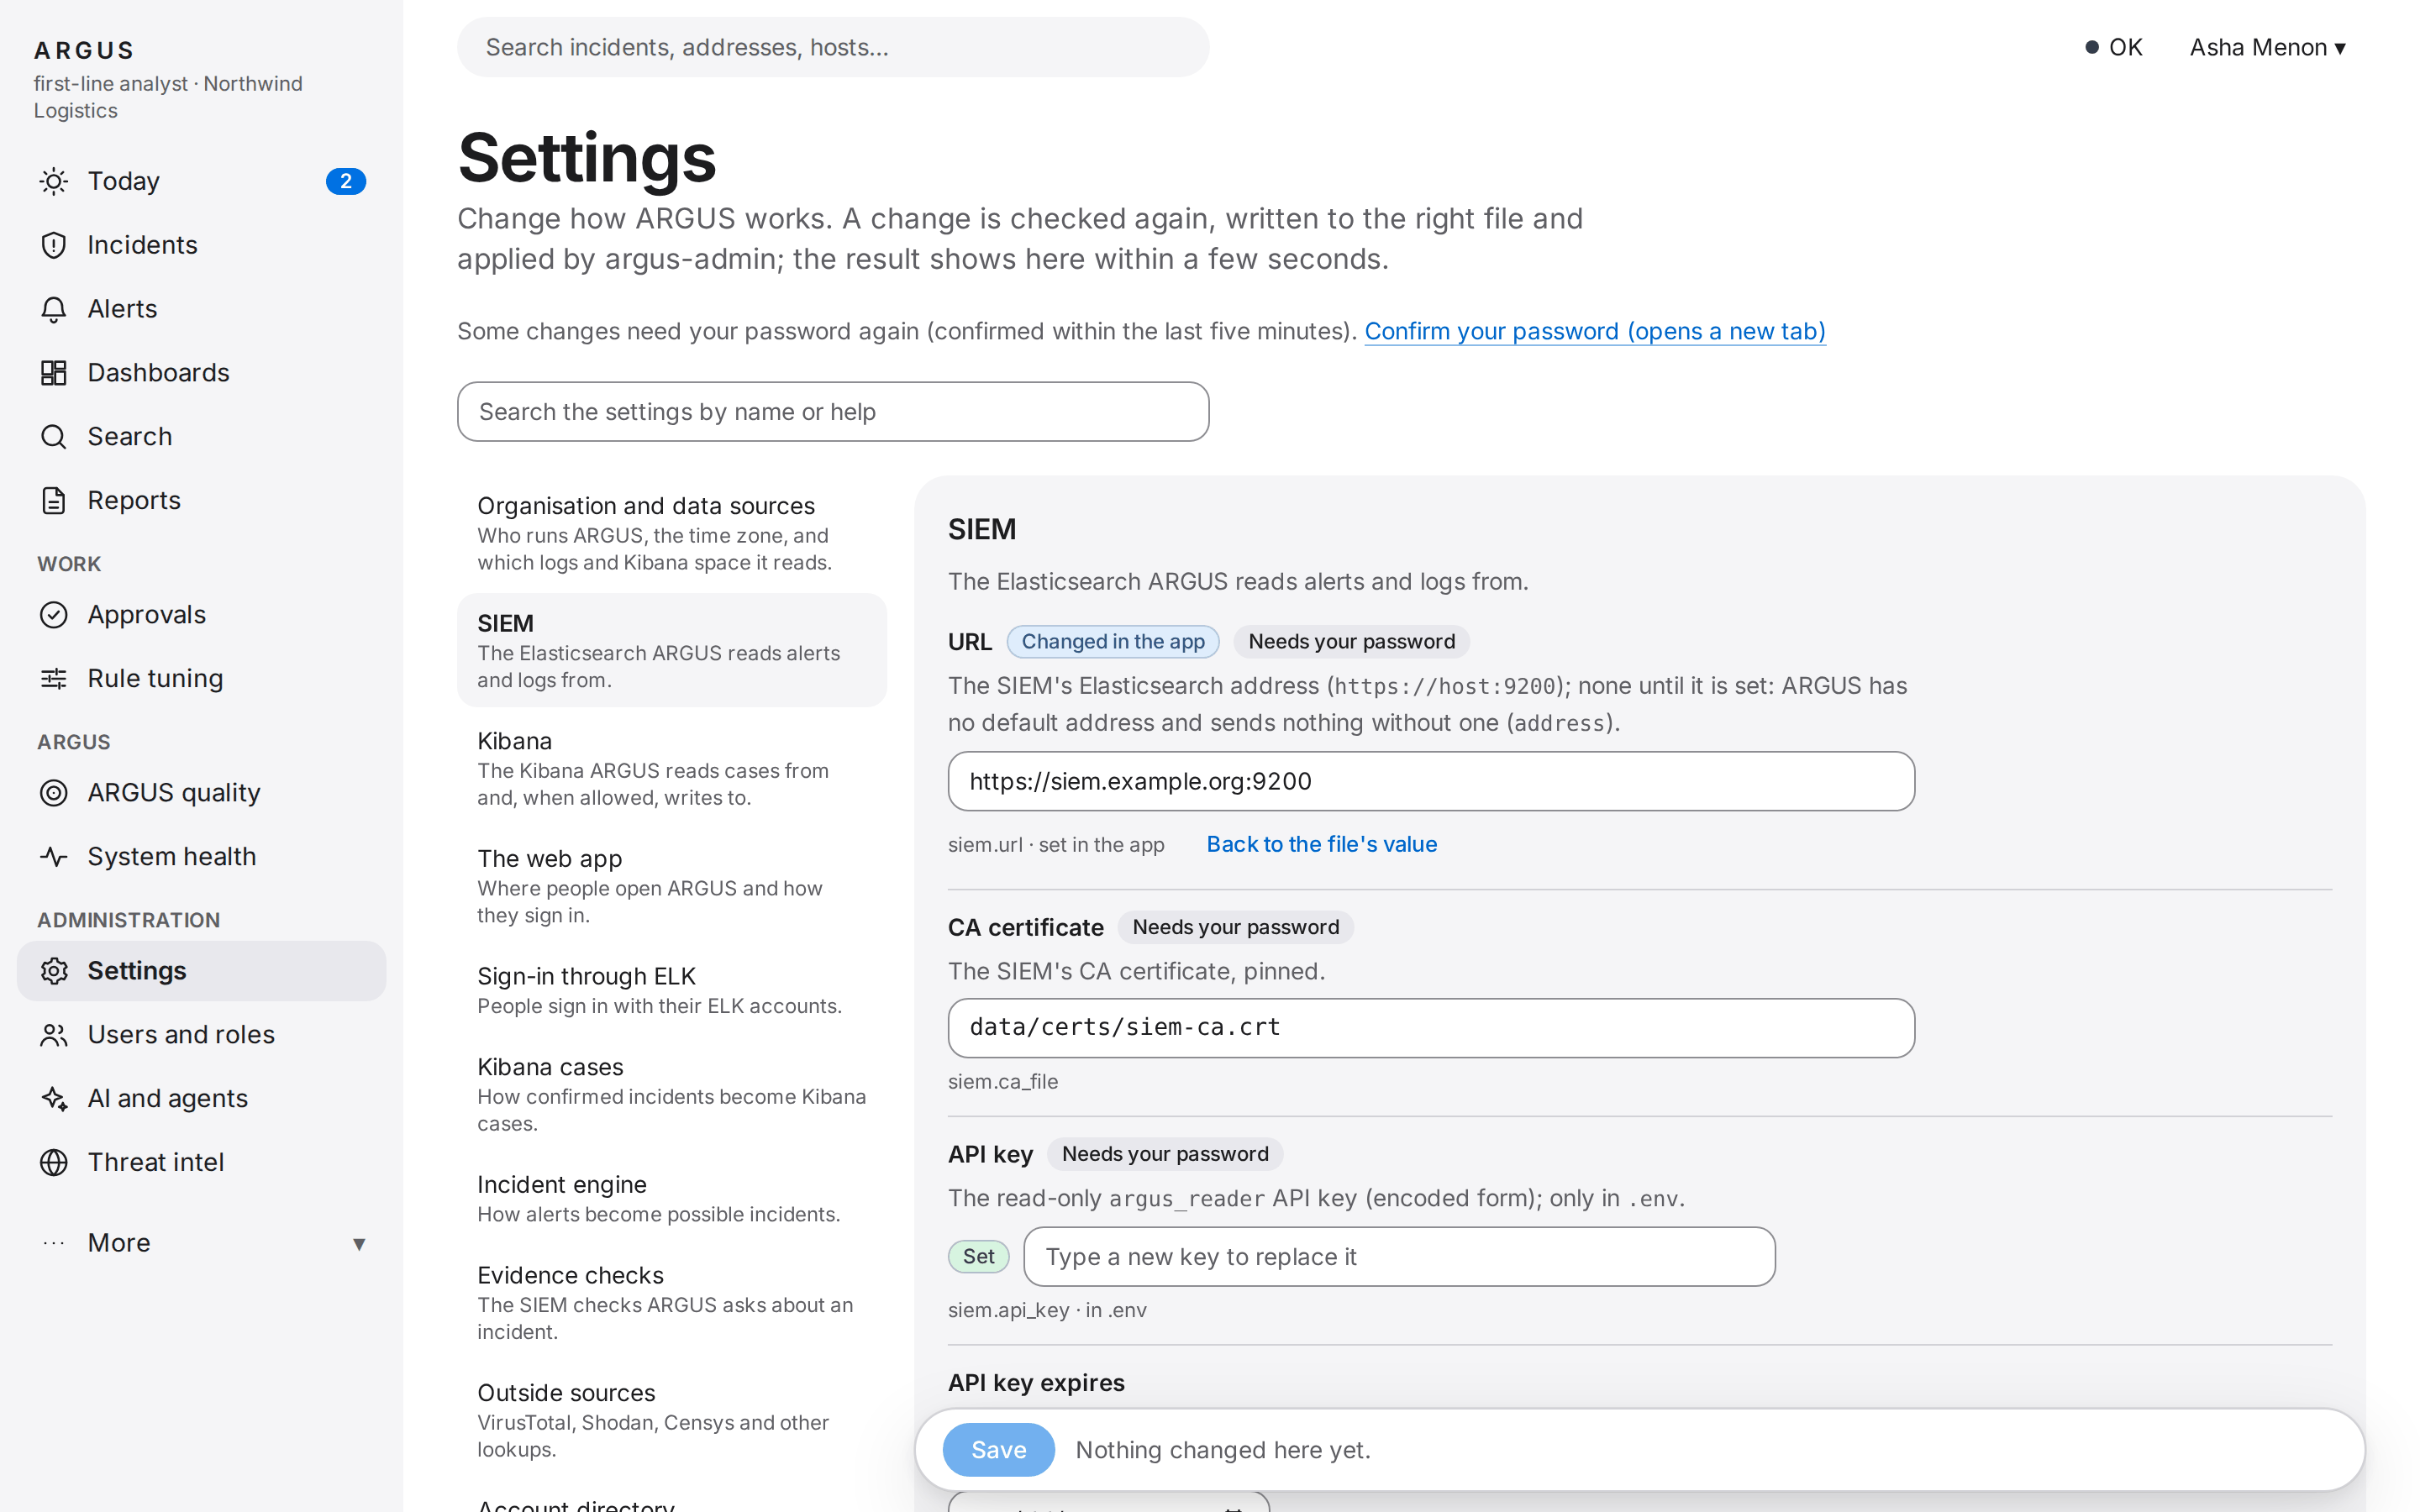 ARGUS
first-line analyst · Northwind
Logistics
Today 2
Incidents
Alerts
Dashboards
Search
Reports
WORK
Approvals
Rule tuning
ARGUS
ARGUS quality
System health
ADMINISTRATION
Settings
Users and roles
AI and agents
Threat intel
··· More ▾
Search incidents, addresses, hosts...
OK
Asha Menon ▾
Settings
Change how ARGUS works. A change is checked again, written to the right file and
applied by argus-admin; the result shows here within a few seconds.
Some changes need your password again (confirmed within the last five minutes). Confirm your password (opens a new tab)
Search the settings by name or help
Organisation and data sources
Who runs ARGUS, the time zone, and
which logs and Kibana space it reads.
SIEM
The Elasticsearch ARGUS reads alerts
and logs from.
Kibana
The Kibana ARGUS reads cases from
and, when allowed, writes to.
The web app
Where people open ARGUS and how
they sign in.
Sign-in through ELK
People sign in with their ELK accounts.
Kibana cases
How confirmed incidents become Kibana
cases.
Incident engine
How alerts become possible incidents.
Evidence checks
The SIEM checks ARGUS asks about an
incident.
Outside sources
VirusTotal, Shodan, Censys and other
lookups.
Account directory
SIEM
The Elasticsearch ARGUS reads alerts and logs from.
URL Changed in the app Needs your password
The SIEM's Elasticsearch address (https://host:9200); none until it is set: ARGUS has
no default address and sends nothing without one (address).
https://siem.example.org:9200
siem.url · set in the app Back to the file's value
CA certificate Needs your password
The SIEM's CA certificate, pinned.
data/certs/siem-ca.crt
siem.ca_file
API key Needs your password
The read-only argus_reader API key (encoded form); only in .env.
Set Type a new key to replace it
siem.api_key · in .env
API key expires
Save Nothing changed here yet.